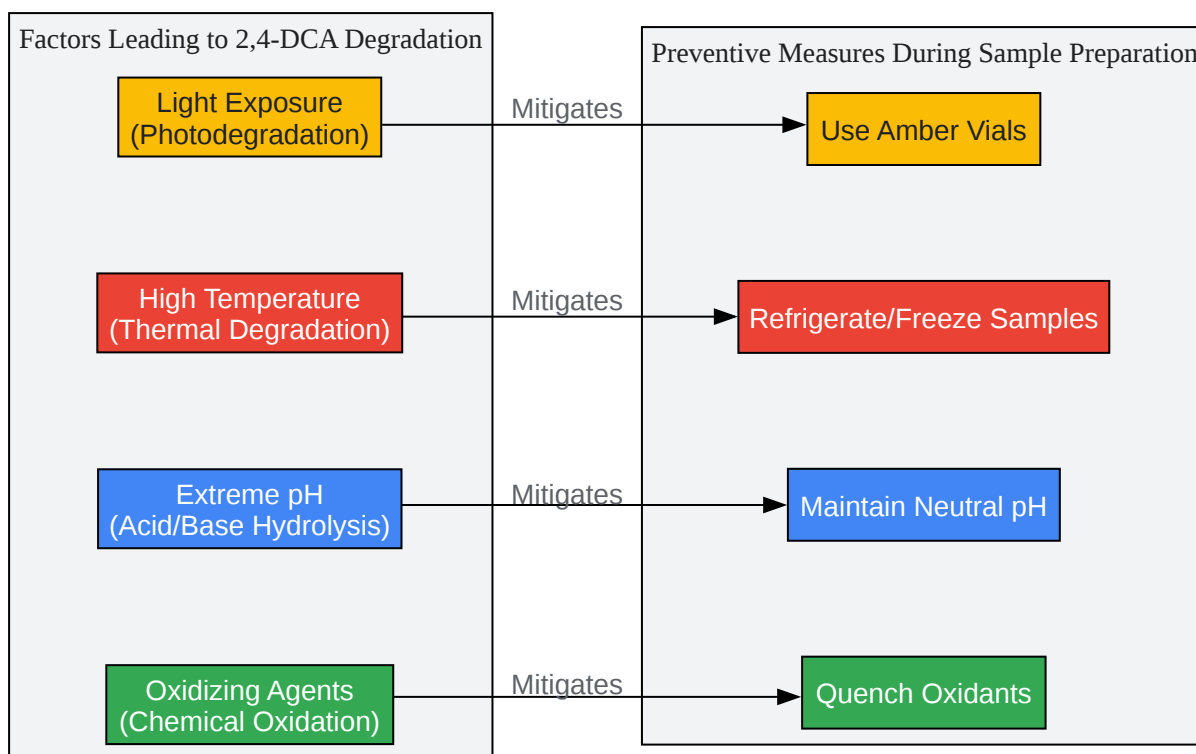 Factors Leading to 2,4-DCA Degradation
Preventive Measures During Sample Preparation
Light Exposure
(Photodegradation)
Mitigates
Use Amber Vials
High Temperature
(Thermal Degradation)
Mitigates
Refrigerate/Freeze Samples
Extreme pH
(Acid/Base Hydrolysis)
Mitigates
Maintain Neutral pH
Oxidizing Agents
(Chemical Oxidation)
Mitigates
Quench Oxidants